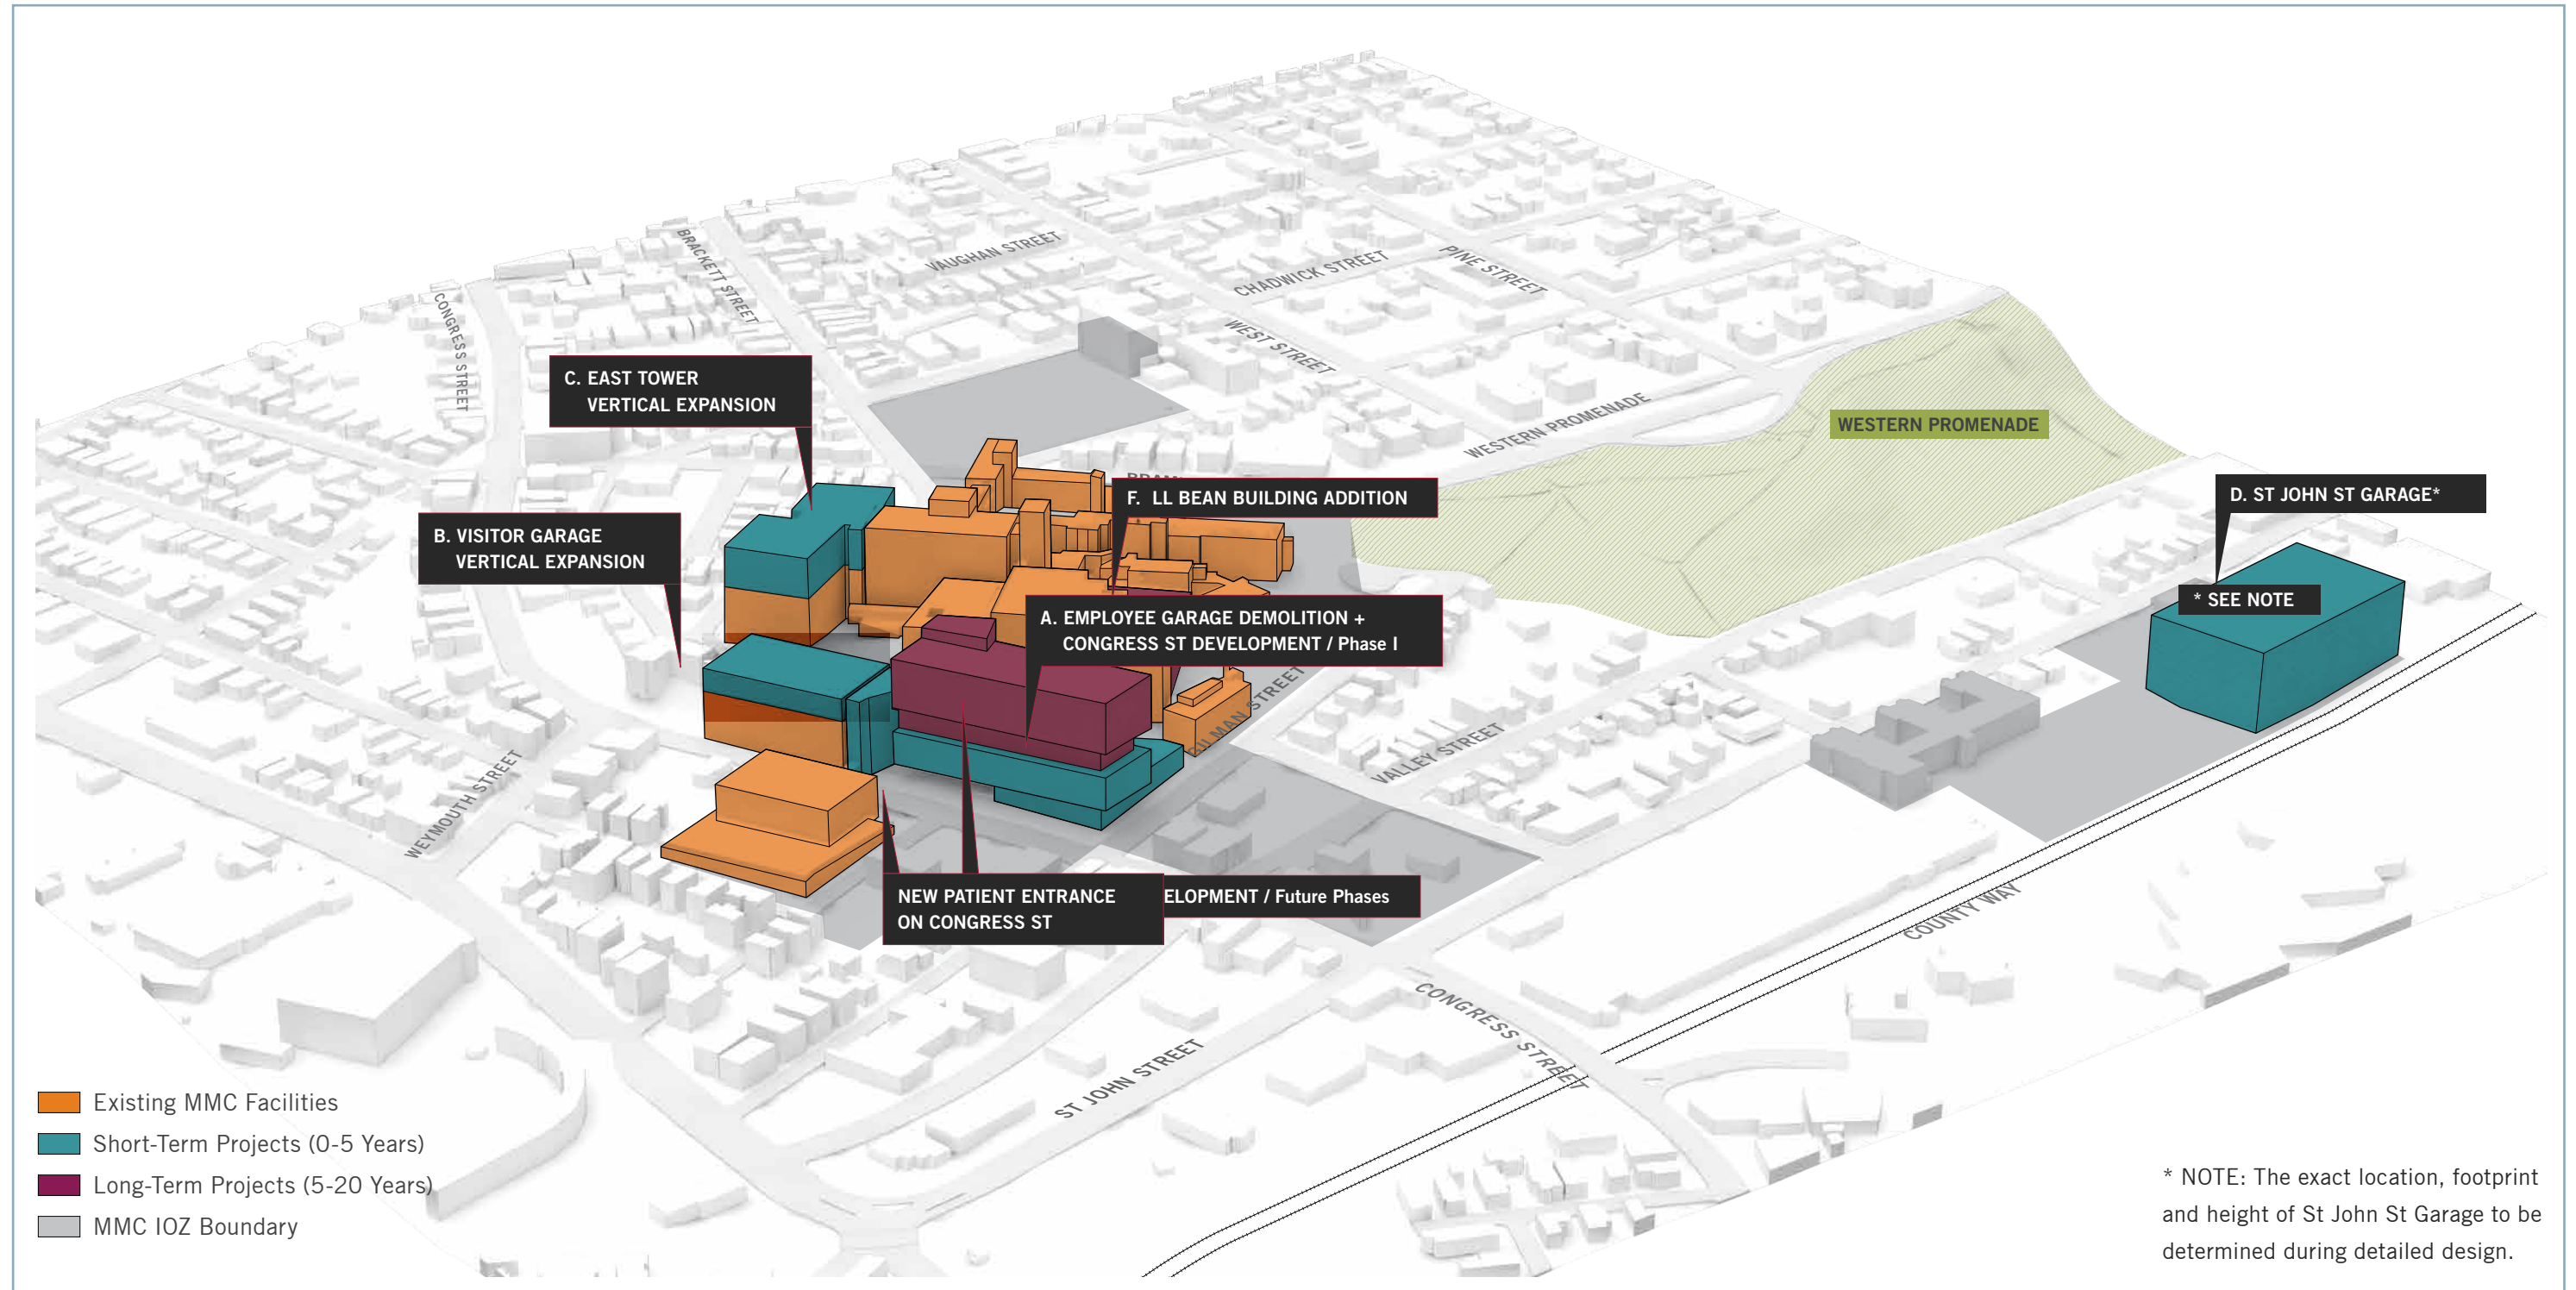 VAUGHAN STREET
BRACKETT STREET
CHADWICK STREET
PINE STREET
CONGRESS STREET
WEST STREET
WESTERN PROMENADE
WESTERN PROMENADE
C. EAST TOWER
VERTICAL EXPANSION
F. LL BEAN BUILDING ADDITION
D. ST JOHN ST GARAGE*
B. VISITOR GARAGE
VERTICAL EXPANSION
* SEE NOTE
A. EMPLOYEE GARAGE DEMOLITION +
CONGRESS ST DEVELOPMENT / Phase I
GILMAN STREET
VALLEY STREET
WEYMOUTH STREET
NEW PATIENT ENTRANCE
ON CONGRESS ST
ELOPMENT / Future Phases
COUNTY WAY
CONGRESS STREET
ST JOHN STREET
Existing MMC Facilities
Short-Term Projects (0-5 Years)
Long-Term Projects (5-20 Years)
MMC IOZ Boundary
* NOTE: The exact location, footprint
and height of St John St Garage to be
determined during detailed design.